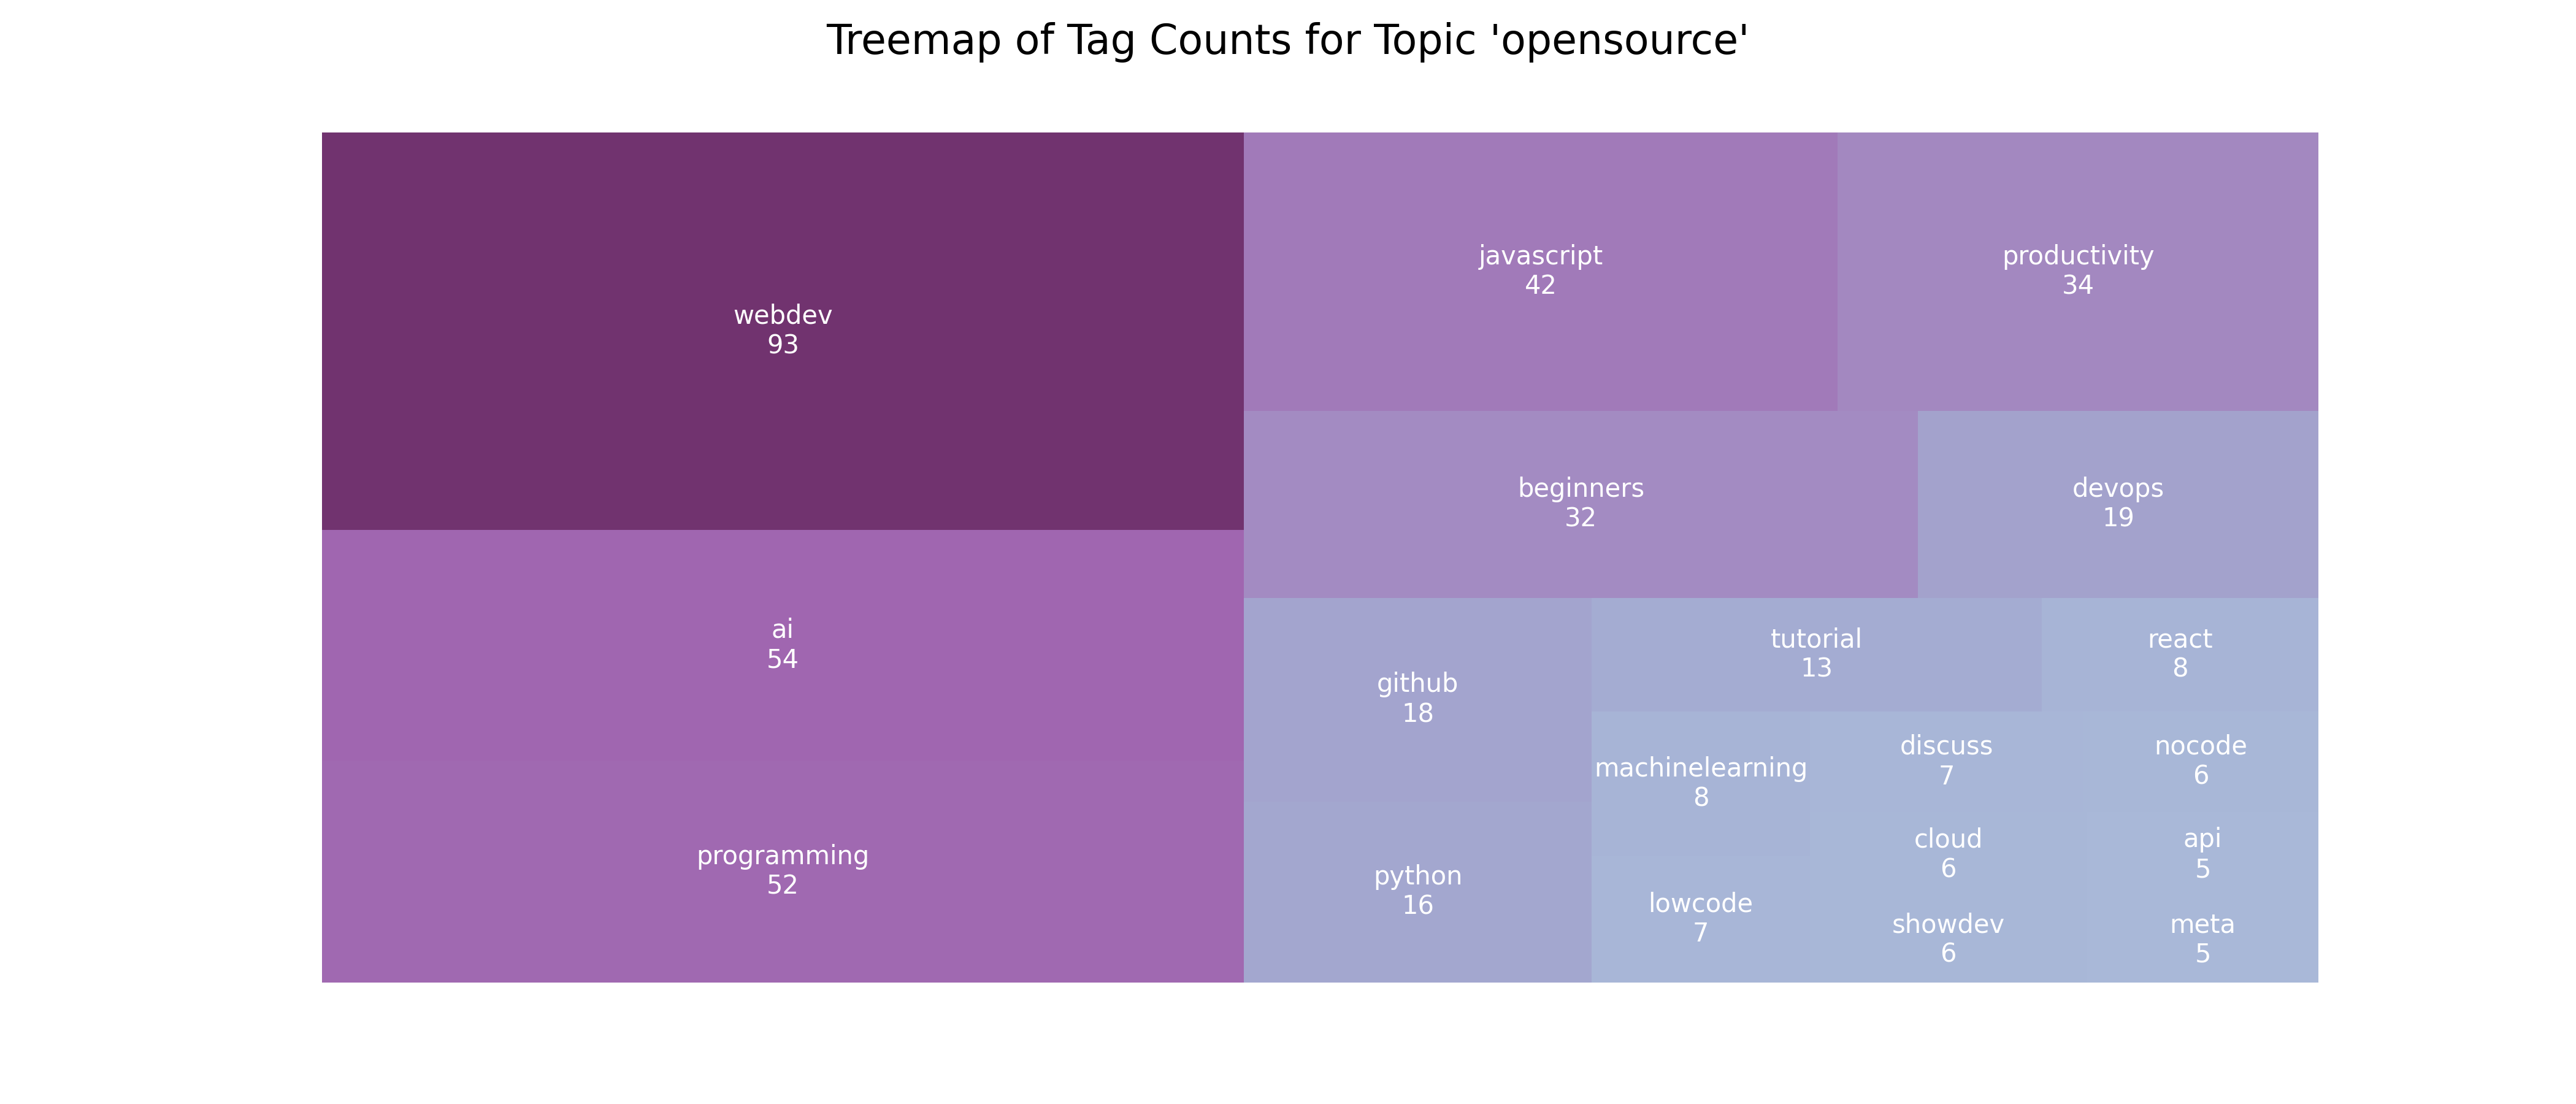 Treemap of Tag Counts for Topic 'opensource'
webdev
93
ai
54
programming
52
javascript
42
productivity
34
beginners
32
devops
19
github
18
python
16
tutorial
13
react
8
machinelearning
8
lowcode
7
discuss
7
nocode
6
cloud
6
api
5
showdev
6
meta
5